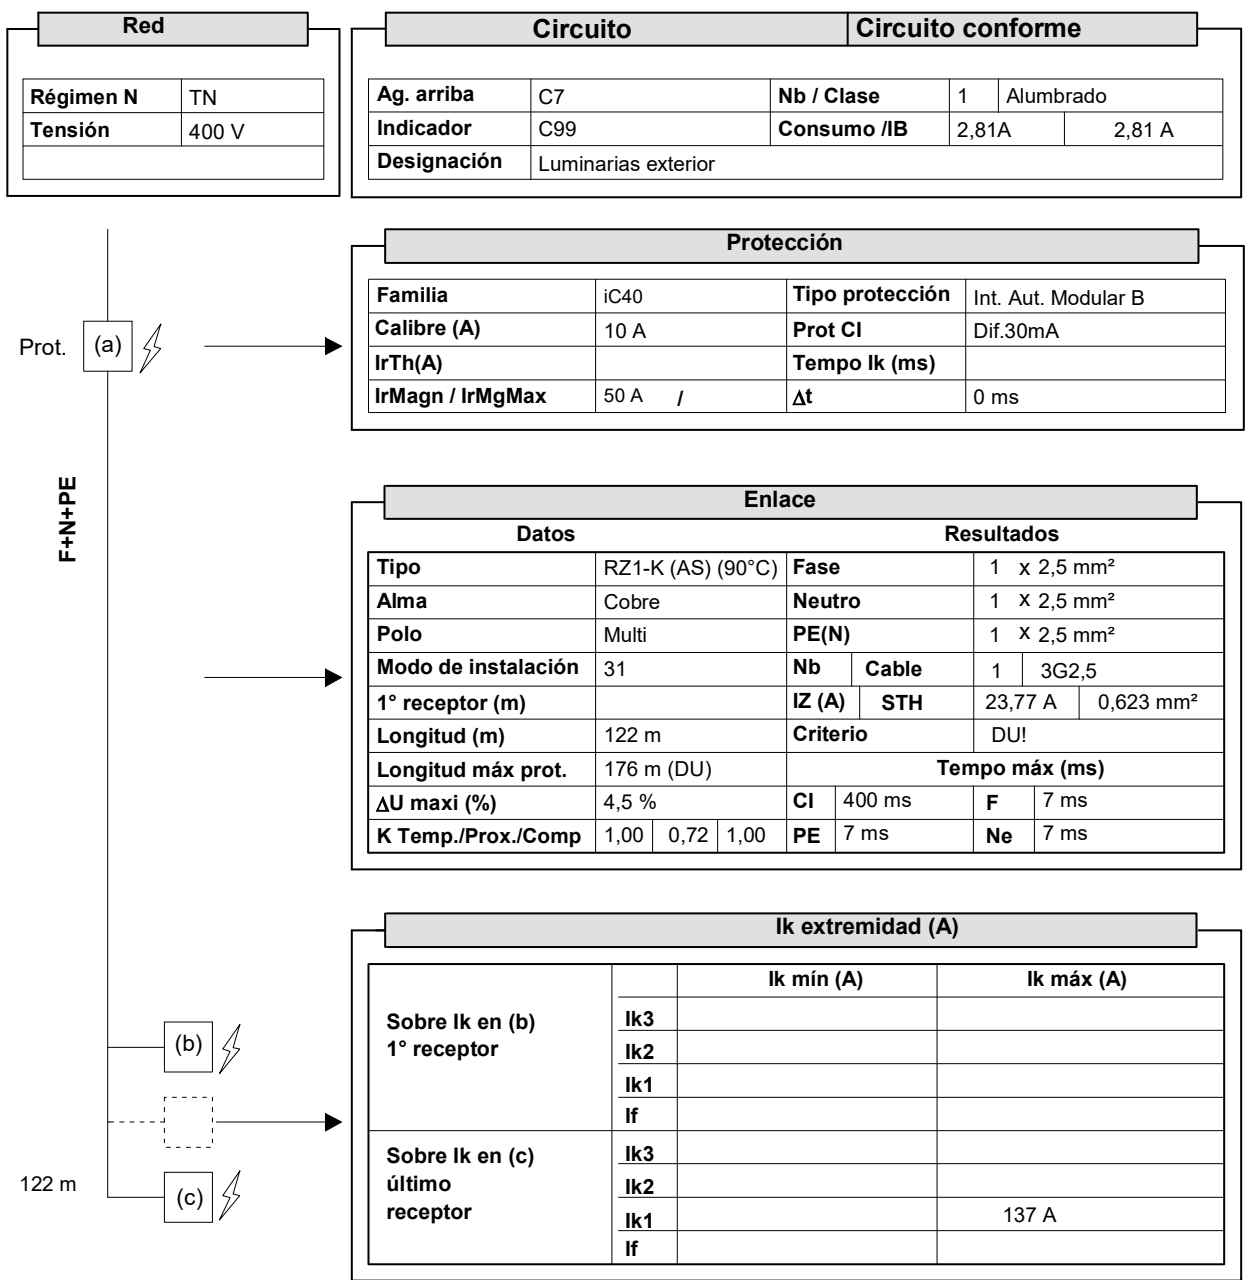 Red
Circuito Circuito conforme
Régimen N TN
Tensión 400 V
Ag. arriba C7 Nb / Clase 1 Alumbrado
Indicador C99 Consumo /IB 2,81A 2,81 A
Designación Luminarias exterior
Protección
Familia iC40 Tipo protección Int. Aut. Modular B
Calibre (A) 10 A Prot CI Dif.30mA
IrTh(A) Tempo Ik (ms)
IrMagn / IrMgMax 50 A / Δt 0 ms
Prot. (a)
F+N+PE
Enlace
Datos Resultados
Tipo RZ1-K (AS) (90°C) Fase 1 x 2,5 mm²
Alma Cobre Neutro 1 x 2,5 mm²
Polo Multi PE(N) 1 x 2,5 mm²
Modo de instalación 31 Nb Cable 1 3G2,5
1° receptor (m) IZ (A) STH 23,77 A 0,623 mm²
Longitud (m) 122 m Criterio DU!
Longitud máx prot. 176 m (DU) Tempo máx (ms)
ΔU maxi (%) 4,5 % CI 400 ms F 7 ms
K Temp./Prox./Comp 1,00 0,72 1,00 PE 7 ms Ne 7 ms
Ik extremidad (A)
Ik mín (A) Ik máx (A)
Sobre Ik en (b)
1° receptor
Ik3
Ik2
Ik1
If
(b)
Sobre Ik en (c)
último
receptor
Ik3
Ik2
Ik1 137 A
If
122 m (c)